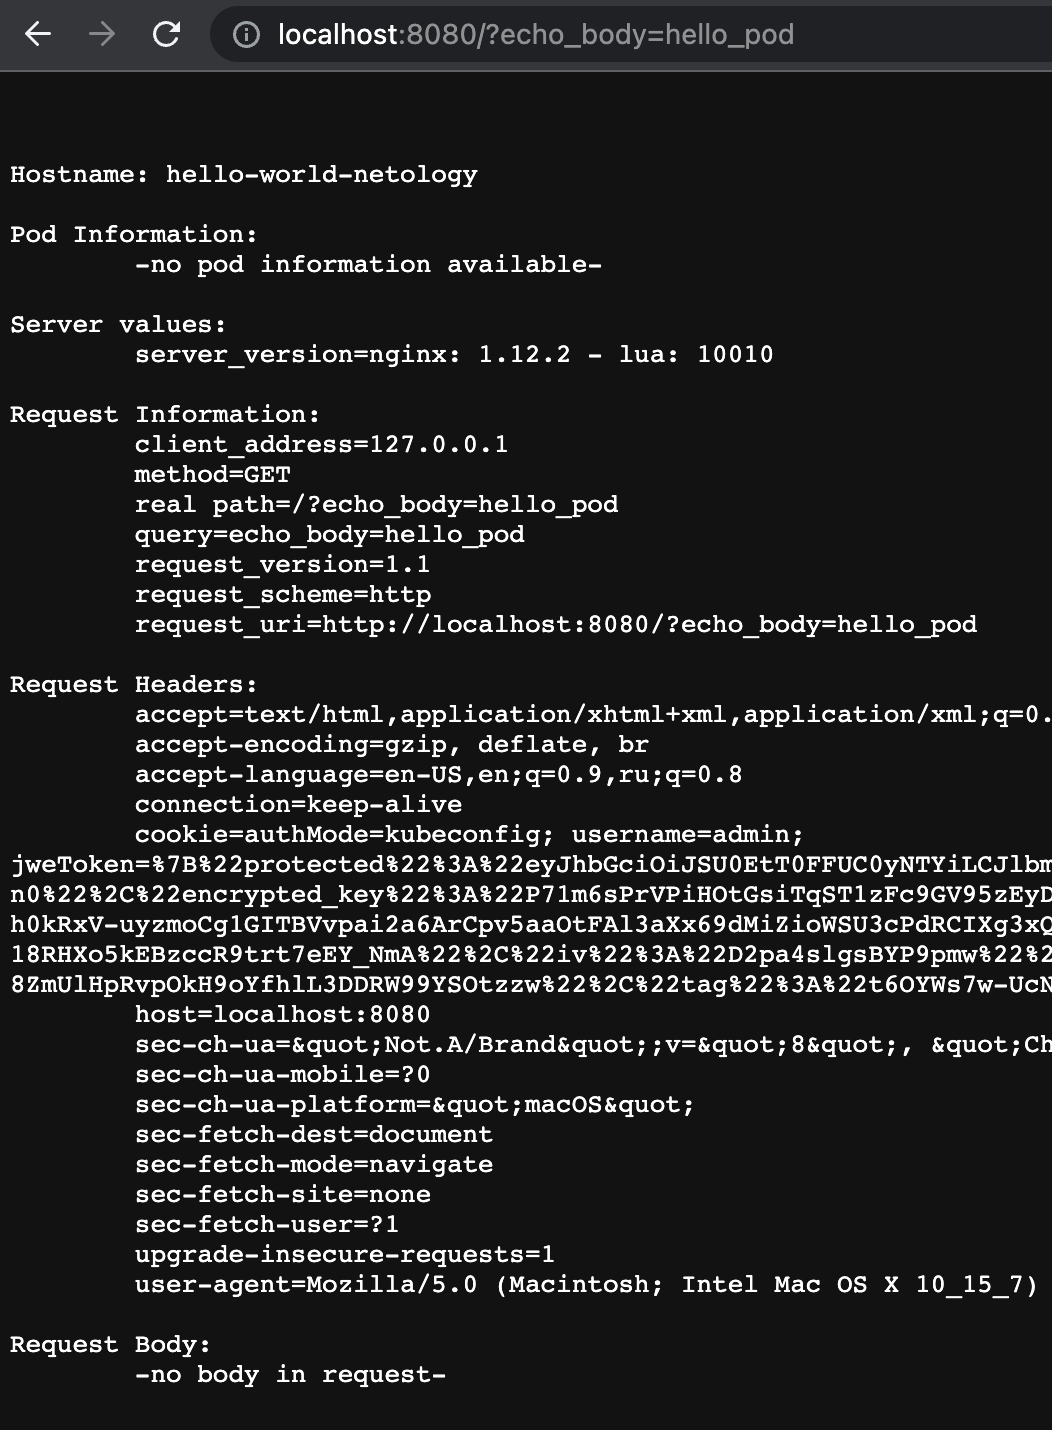 localhost:8080/?echo_body=hello_pod
Hostname: hello-world-netology
Pod Information:
-no pod information available-
Server values:
server_version=nginx: 1.12.2 - lua: 10010
Request Information:
client_address=127.0.0.1
method=GET
real path=/?echo_body=hello_pod
query=echo_body=hello_pod
request_version=1.1
request_scheme=http
request_uri=http://localhost:8080/?echo_body=hello_pod
Request Headers:
accept=text/html,application/xhtml+xml,application/xml;q=0.
accept-encoding=gzip, deflate, br
accept-language=en-US,en;q=0.9,ru;q=0.8
connection=keep-alive
cookie=authMode=kubeconfig; username=admin;
jweToken=%7B%22protected%22%3A%22eyJhbGciOiJSU0EtT0FFUC0yNTYiLCJlbm
n0%22%2C%22encrypted_key%22%3A%22P71m6sPrVPiHOtGsiTqST1zFc9GV95zEyD
h0kRxV-uyzmoCg1GITBVvpai2a6ArCpv5aaOtFAl3aXx69dMiZioWSU3cPdRCIXg3xQ
18RHXo5kEBzccR9trt7eEY_NmA%22%2C%22iv%22%3A%22D2pa4slgsBYP9pmw%22%2
8ZmUlHpRvpOkH9oYfhlL3DDRW99YSOtzzw%22%2C%22tag%22%3A%22t6OYWs7w-UcN
host=localhost:8080
sec-ch-ua=&quot;Not.A/Brand&quot;;v=&quot;8&quot;, &quot;Ch
sec-ch-ua-mobile=?0
sec-ch-ua-platform=&quot;macOS&quot;
sec-fetch-dest=document
sec-fetch-mode=navigate
sec-fetch-site=none
sec-fetch-user=?1
upgrade-insecure-requests=1
user-agent=Mozilla/5.0 (Macintosh; Intel Mac OS X 10_15_7)
Request Body:
-no body in request-